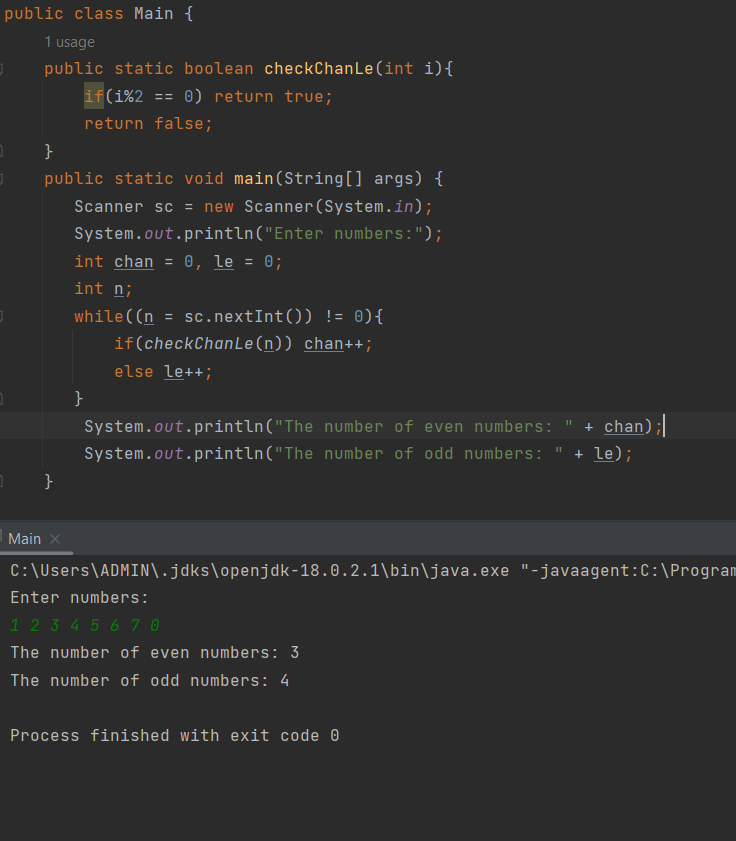 public class Main {
1 usage
public static boolean checkChanLe(int i){
if(i%2 == 0) return true;
return false;
}
public static void main(String[] args) {
Scanner sc = new Scanner(System.in);
System.out.println("Enter numbers:");
int chan = 0, le = 0;
int n;
while((n = sc.nextInt()) != 0){
if(checkChanLe(n)) chan++;
else le++;
}
System.out.println("The number of even numbers: " + chan);
System.out.println("The number of odd numbers: " + le);
}
Main ×
C:\Users\ADMIN\.jdks\openjdk-18.0.2.1\bin\java.exe "-javaagent:C:\Program
Enter numbers:
1 2 3 4 5 6 7 0
The number of even numbers: 3
The number of odd numbers: 4
Process finished with exit code 0